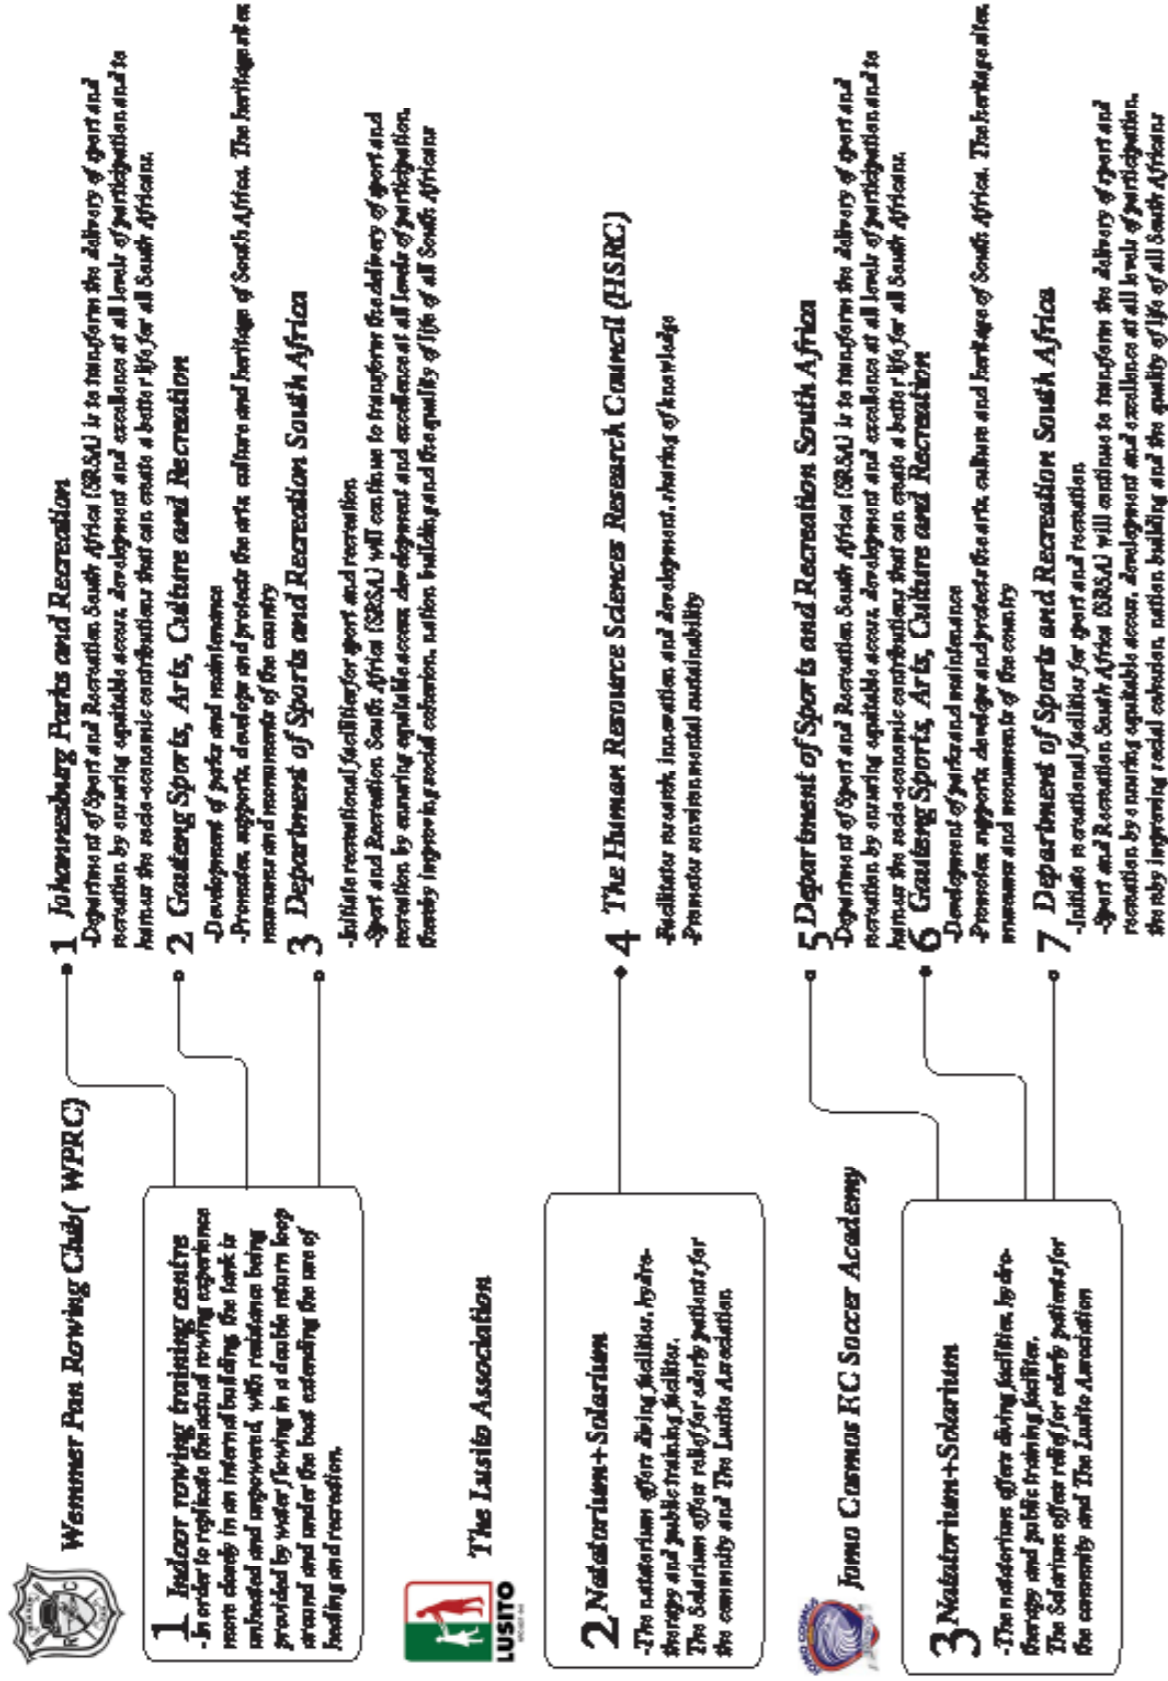 Wemmer Pan Rowing Club( WPRC)
1 Indoor rowing training centre
-In order to replicate the actual rowing experience
more closely in an internal building, the tank is
unheated and unpowered, with resistance being
provided by water flowing in a double return loop
around and under the boat extending the use of
heating and recreation.
1 Johannesburg Parks and Recreation
-Department of Sport and Recreation South Africa (SRSA) is to transform the delivery of sport and
recreation by ensuring equitable access, development and excellence at all levels of participation and to
harness the socio-economic contributions that can create a better life for all South Africans.
2 Gauteng Sports, Arts, Culture and Recreation
-Development of parks and maintenance
-Promotes, supports, develops and protects the arts, culture and heritage of South Africa. The heritage sites,
museums and monuments of the country
3 Department of Sports and Recreation South Africa
-Initiate recreational facilities for sport and recreation
-Sport and Recreation South Africa (SRSA) will continue to transform the delivery of sport and
recreation by ensuring equitable access, development and excellence at all levels of participation,
thereby improving social cohesion, nation building and the quality of life of all South Africans
LUSITO
The Lusito Association
2 Natatorium+Solarium
-The natatorium offers diving facilities, hydro-
therapy and public training facilites.
The Solarium offers relief for ederly patients for
the community and The Lusito Association
4 The Human Resource Sciences Research Council (HSRC)
-Facilitates research, innovation and development, sharing of knowledge
-Promotes environmental sustainability
Jomo Cosmos FC Soccer Academy
3 Natatorium+Solarium
-The natatorium offers diving facilities, hydro-
therapy and public training facilites.
The Solarium offers relief for ederly patients for
the community and The Lusito Association
5 Department of Sports and Recreation South Africa
-Department of Sport and Recreation South Africa (SRSA) is to transform the delivery of sport and
recreation by ensuring equitable access, development and excellence at all levels of participation and to
harness the socio-economic contributions that can create a better life for all South Africans.
6 Gauteng Sports, Arts, Culture and Recreation
-Development of parks and maintenance
-Promotes, supports, develops and protects the arts, culture and heritage of South Africa. The heritage sites,
museums and monuments of the country
7 Department of Sports and Recreation South Africa
-Initiate recreational facilities for sport and recreation
-Sport and Recreation South Africa (SRSA) will continue to transform the delivery of sport and
recreation by ensuring equitable access, development and excellence at all levels of participation,
thereby improving social cohesion, nation building and the quality of life of all South Africans